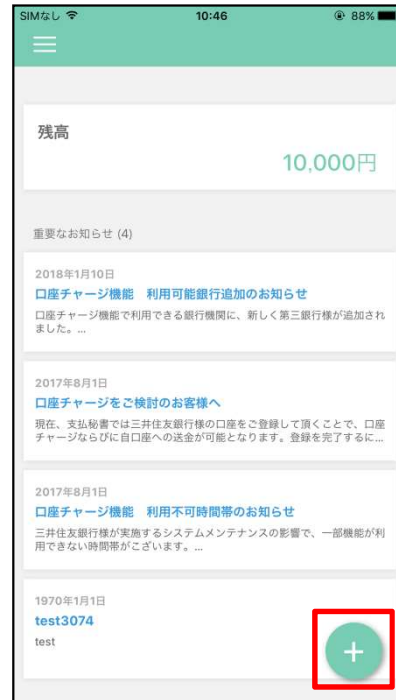 SIMなし 10:46 88%
残高
10,000円
重要なお知らせ (4)
2018年1月10日
口座チャージ機能　利用可能銀行追加のお知らせ
口座チャージ機能で利用できる銀行機関に、新しく第三銀行様が追加され
ました。...
2017年8月1日
口座チャージをご検討のお客様へ
現在、支払秘書では三井住友銀行様の口座をご登録して頂くことで、口座
チャージならびに自口座への送金が可能となります。登録を完了するに...
2017年8月1日
口座チャージ機能　利用不可時間帯のお知らせ
三井住友銀行様が実施するシステムメンテナンスの影響で、一部機能が利
用できない時間帯がこざいます。...
1970年1月1日
test3074
test
+